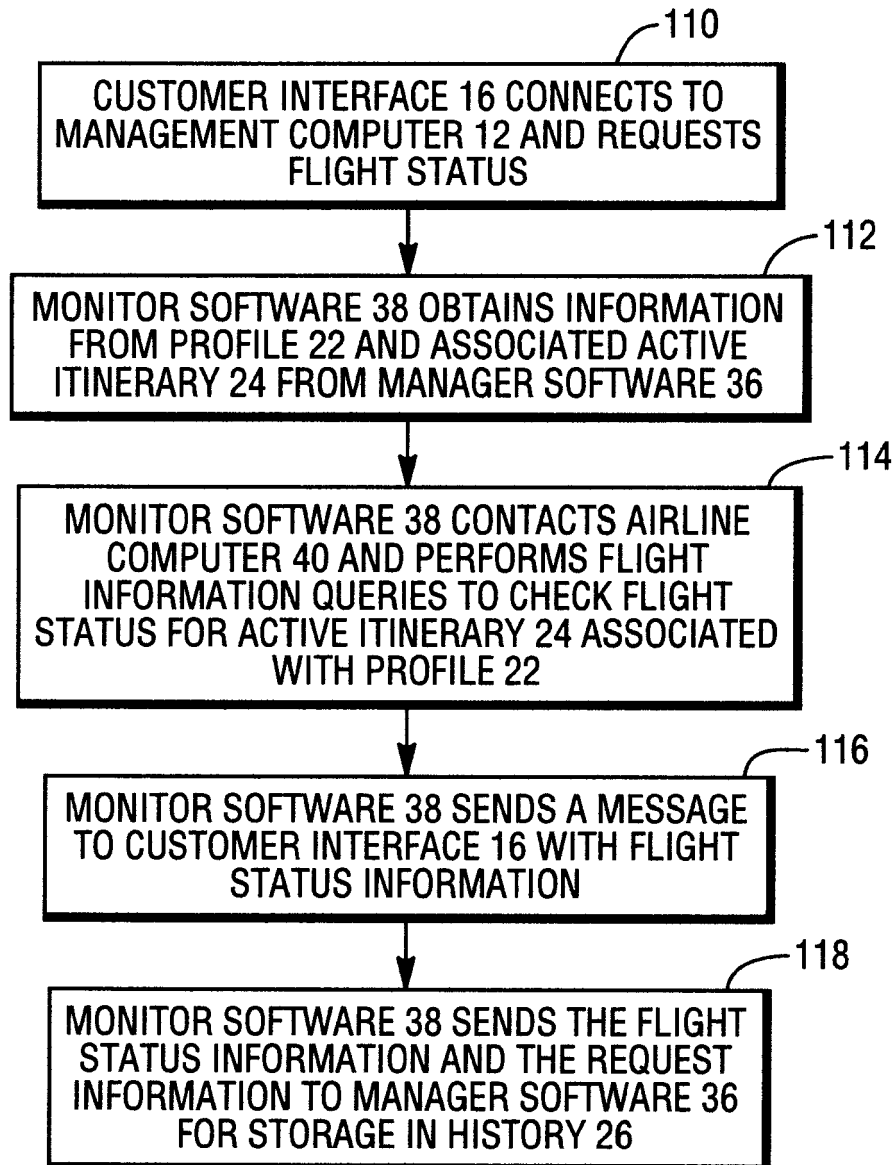 110
CUSTOMER INTERFACE 16 CONNECTS TO
MANAGEMENT COMPUTER 12 AND REQUESTS
FLIGHT STATUS
112
MONITOR SOFTWARE 38 OBTAINS INFORMATION
FROM PROFILE 22 AND ASSOCIATED ACTIVE
ITINERARY 24 FROM MANAGER SOFTWARE 36
114
MONITOR SOFTWARE 38 CONTACTS AIRLINE
COMPUTER 40 AND PERFORMS FLIGHT
INFORMATION QUERIES TO CHECK FLIGHT
STATUS FOR ACTIVE ITINERARY 24 ASSOCIATED
WITH PROFILE 22
116
MONITOR SOFTWARE 38 SENDS A MESSAGE
TO CUSTOMER INTERFACE 16 WITH FLIGHT
STATUS INFORMATION
118
MONITOR SOFTWARE 38 SENDS THE FLIGHT
STATUS INFORMATION AND THE REQUEST
INFORMATION TO MANAGER SOFTWARE 36
FOR STORAGE IN HISTORY 26